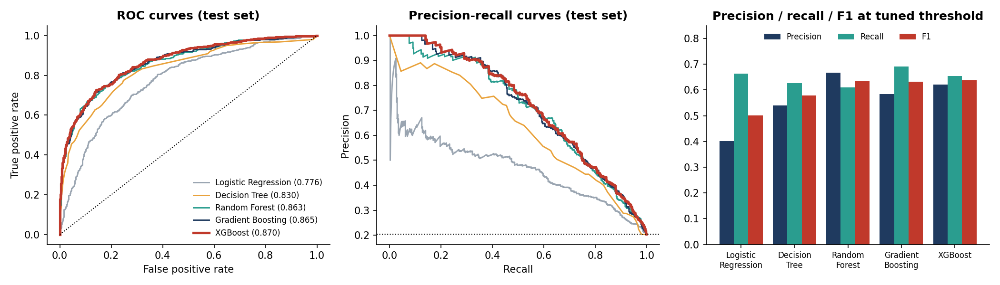 ROC curves (test set)
True positive rate
1.0
0.8
0.6
0.4
0.2
0.0
Logistic Regression (0.776)
Decision Tree (0.830)
Random Forest (0.863)
Gradient Boosting (0.865)
XGBoost (0.870)
0.0 0.2 0.4 0.6 0.8 1.0
False positive rate
Precision-recall curves (test set)
Precision
1.0
0.9
0.8
0.7
0.6
0.5
0.4
0.3
0.2
0.0 0.2 0.4 0.6 0.8 1.0
Recall
Precision / recall / F1 at tuned threshold
Precision Recall F1
0.8
0.7
0.6
0.5
0.4
0.3
0.2
0.1
0.0
Logistic Regression
Decision Tree
Random Forest
Gradient Boosting
XGBoost